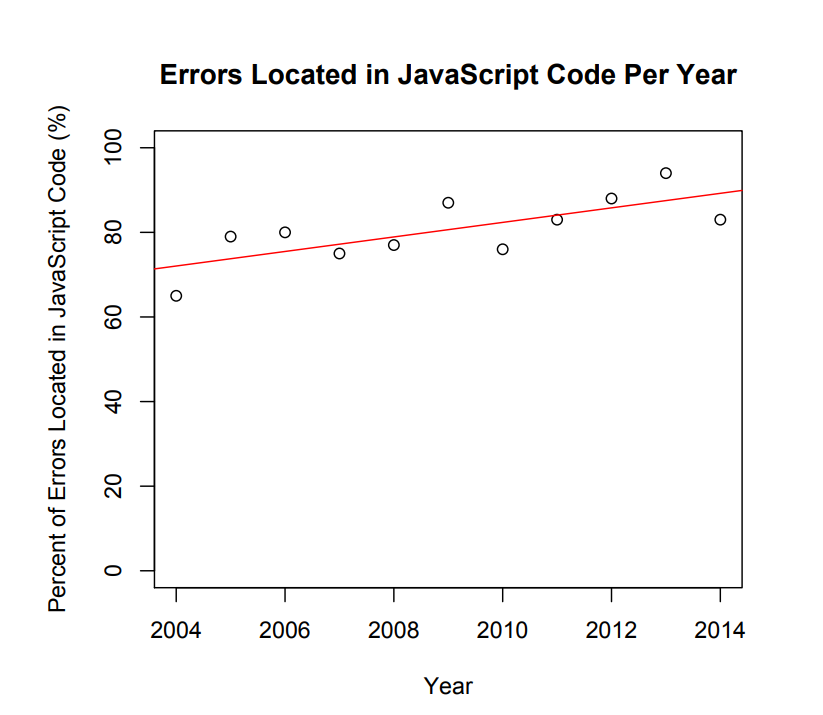 Errors Located in JavaScript Code Per Year
Percent of Errors Located in JavaScript Code (%)
100
80
60
40
20
0
2004 2006 2008 2010 2012 2014
Year